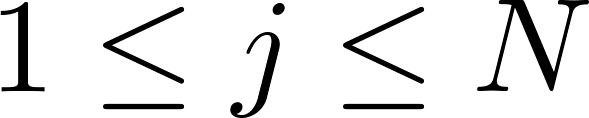 1 ≤ j ≤ N